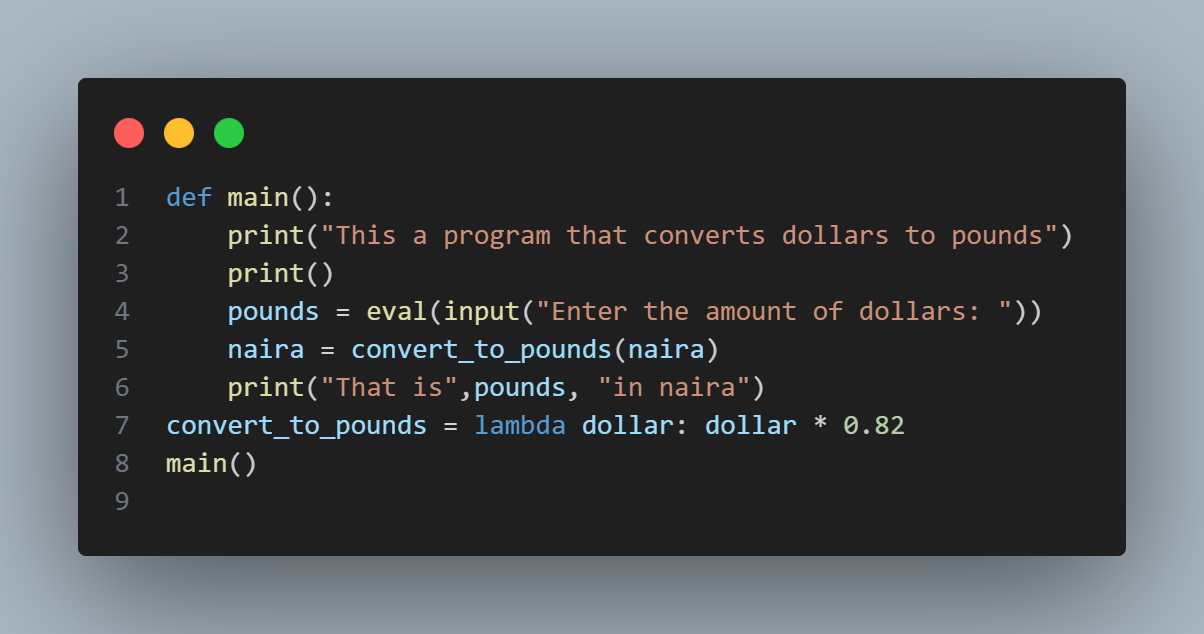 1 def main():
2     print("This a program that converts dollars to pounds")
3     print()
4     pounds = eval(input("Enter the amount of dollars: "))
5     naira = convert_to_pounds(naira)
6     print("That is",pounds, "in naira")
7 convert_to_pounds = lambda dollar: dollar * 0.82
8 main()
9